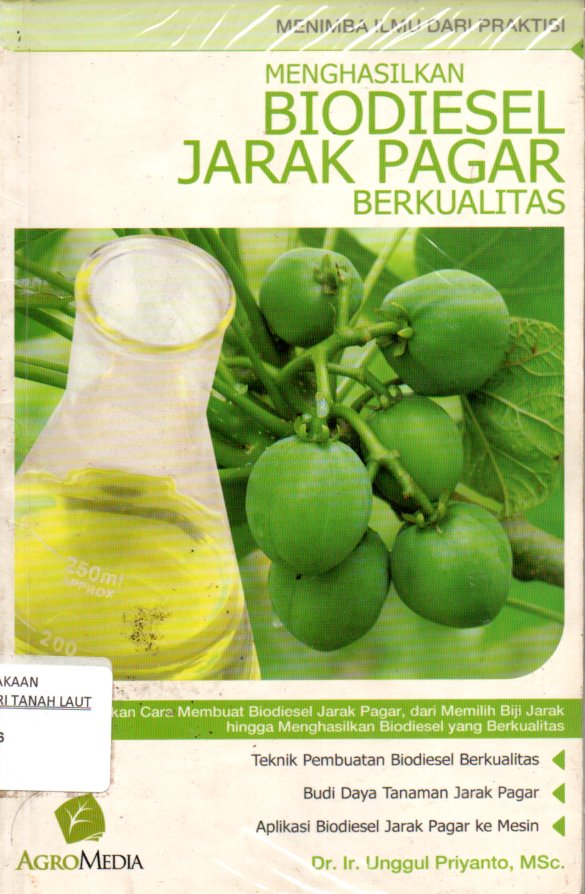 MENIMBA ILMU DARI PRAKTISI
MENGHASILKAN
BIODIESEL
JARAK PAGAR
BERKUALITAS
250ml
APPROX
200
AKAAN
RI TANAH LAUT
6
kan Cara Membuat Biodiesel Jarak Pagar, dari Memilih Biji Jarak
hingga Menghasilkan Biodiesel yang Berkualitas
Teknik Pembuatan Biodiesel Berkualitas
Budi Daya Tanaman Jarak Pagar
Aplikasi Biodiesel Jarak Pagar ke Mesin
AGROMEDIA
Dr. Ir. Unggul Priyanto, MSc.